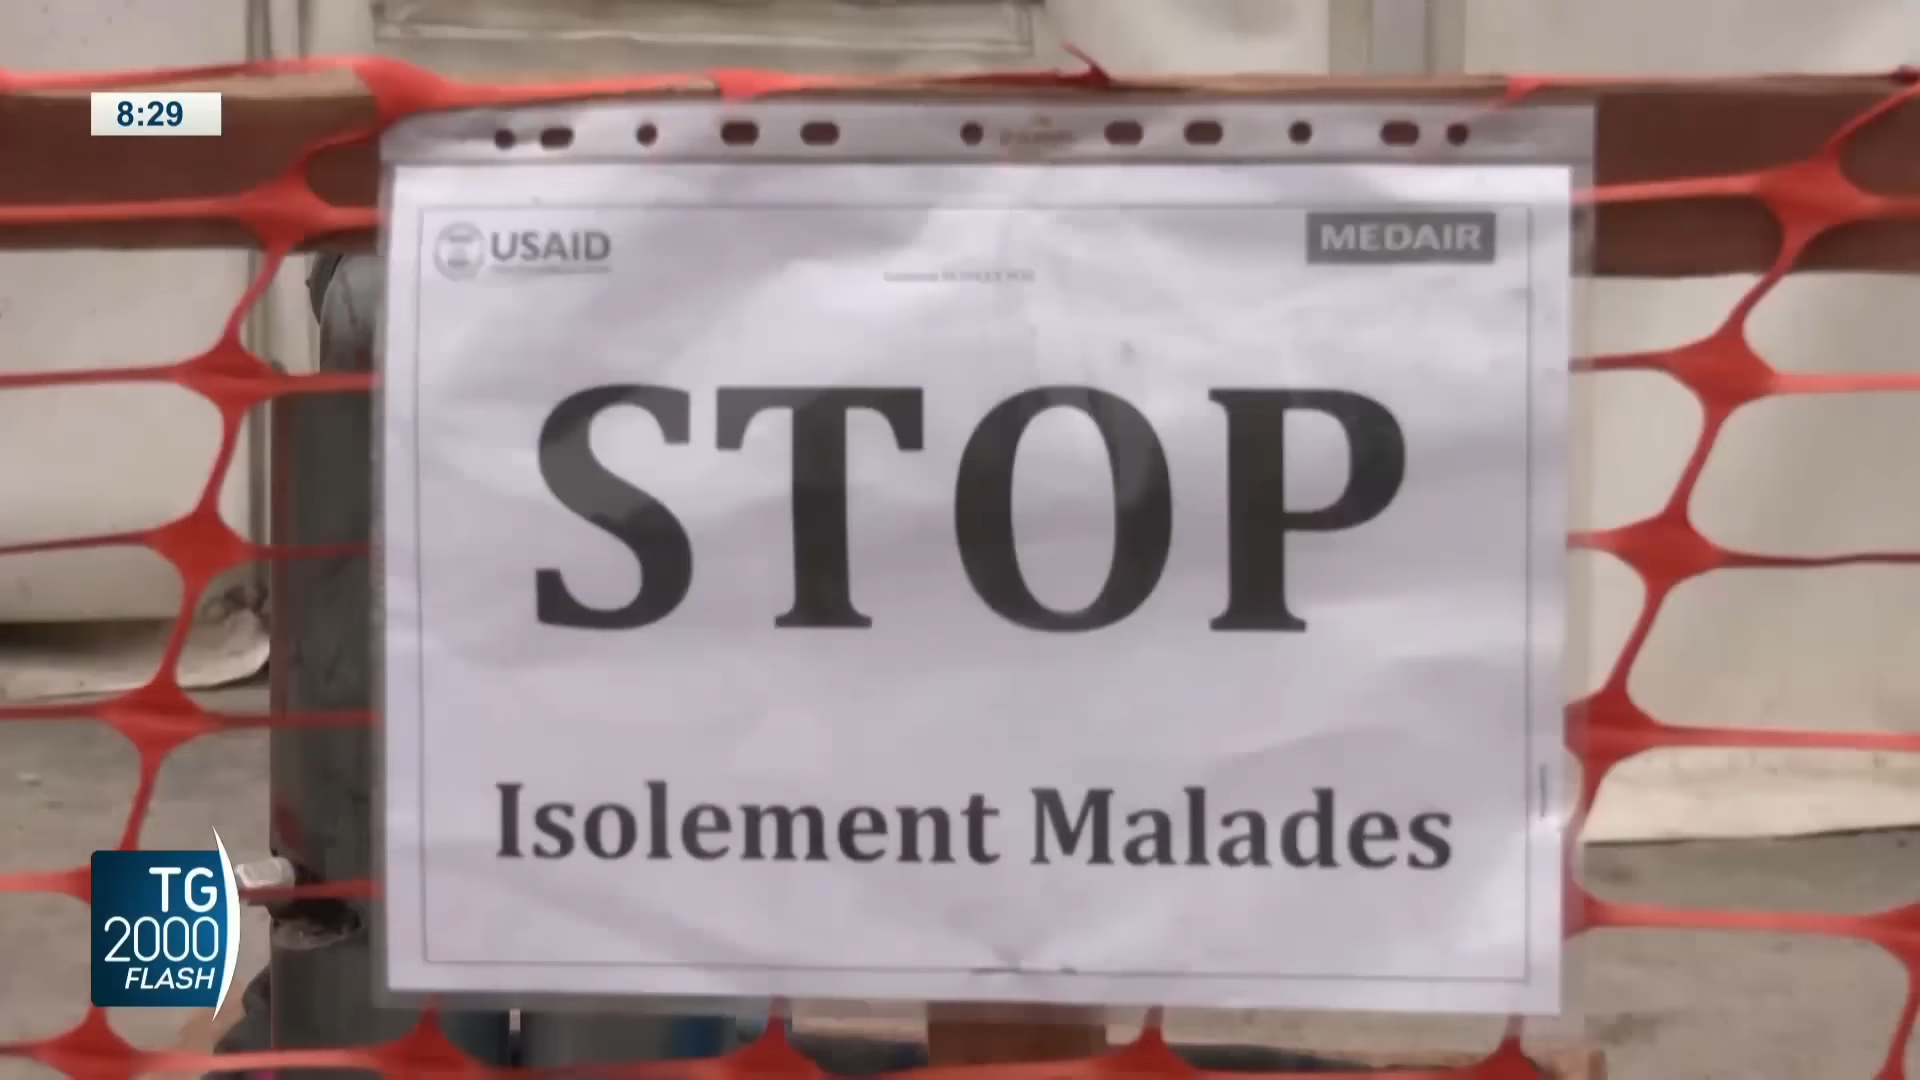 8:29
USAID
MEDAIR
STOP
Isolement Malades
TG
2000
FLASH